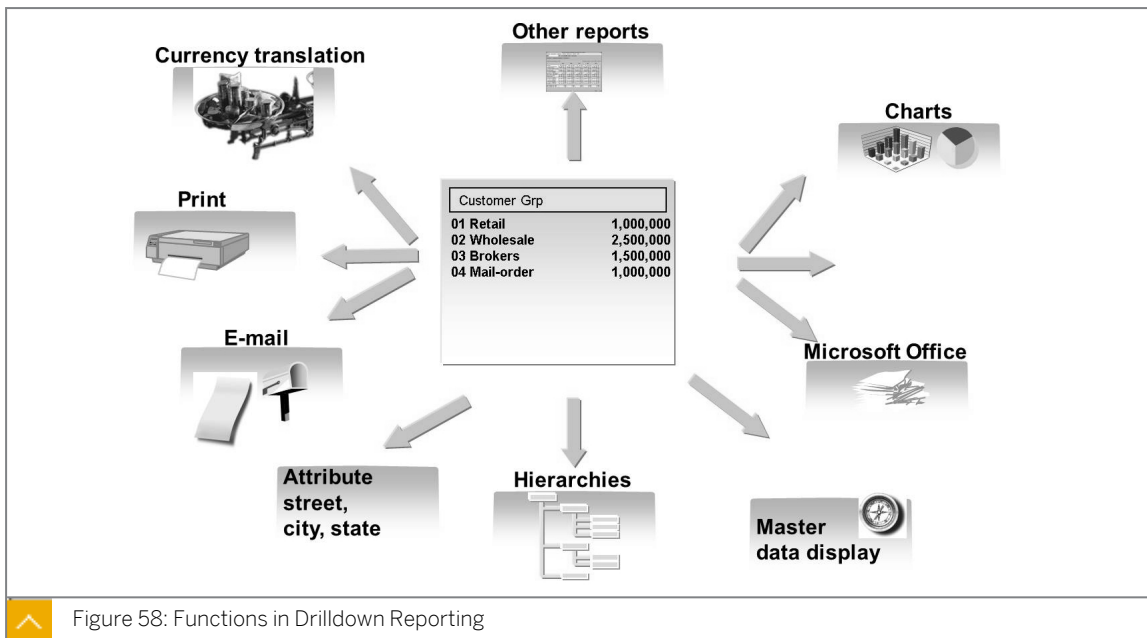 Other reports
Currency translation
Charts
Print
Customer Grp
01 Retail 1,000,000
02 Wholesale 2,500,000
03 Brokers 1,500,000
04 Mail-order 1,000,000
E-mail
Microsoft Office
Attribute
street,
city, state
Hierarchies
Master
data display
Figure 58: Functions in Drilldown Reporting